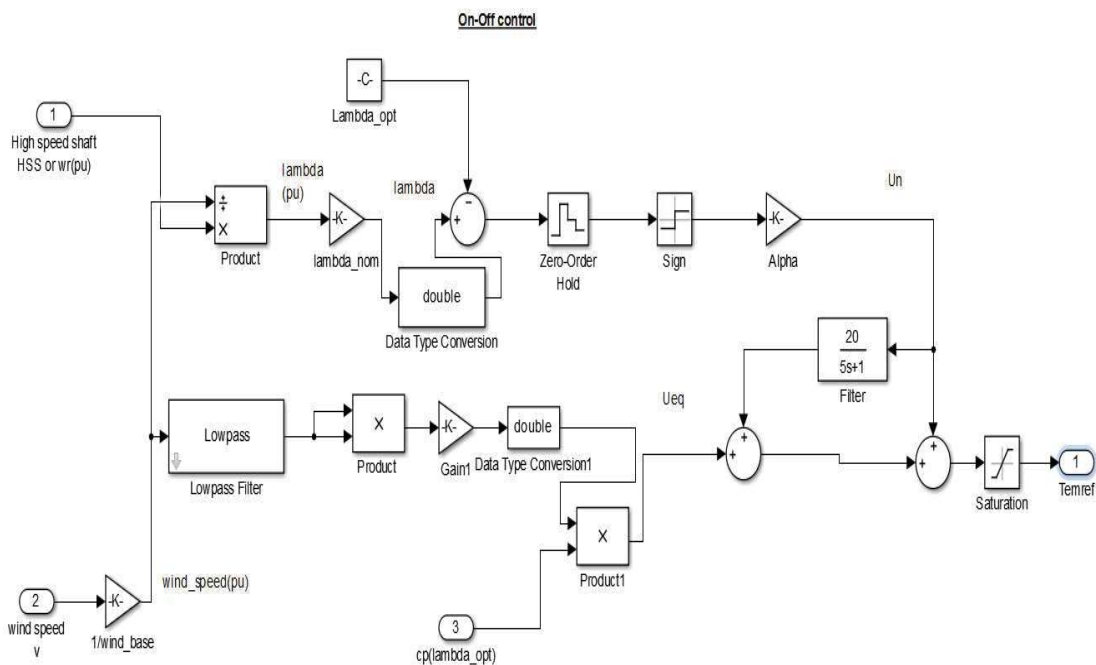 On-Off control
-C-
Lambda_opt
1
High speed shaft
HSS or wr(pu)
÷
×
Product
lambda
(pu)
-K-
lambda_nom
lambda
−
+
double
Data Type Conversion
Zero-Order
Hold
Sign
-K-
Alpha
Un
20
5s+1
Filter
Lowpass
Lowpass Filter
×
Product
-K-
Gain1
double
Data Type Conversion1
Ueq
+
+
+
+
Saturation
1
Temref
×
Product1
wind_speed(pu)
2
wind speed
v
-K-
1/wind_base
3
cp(lambda_opt)